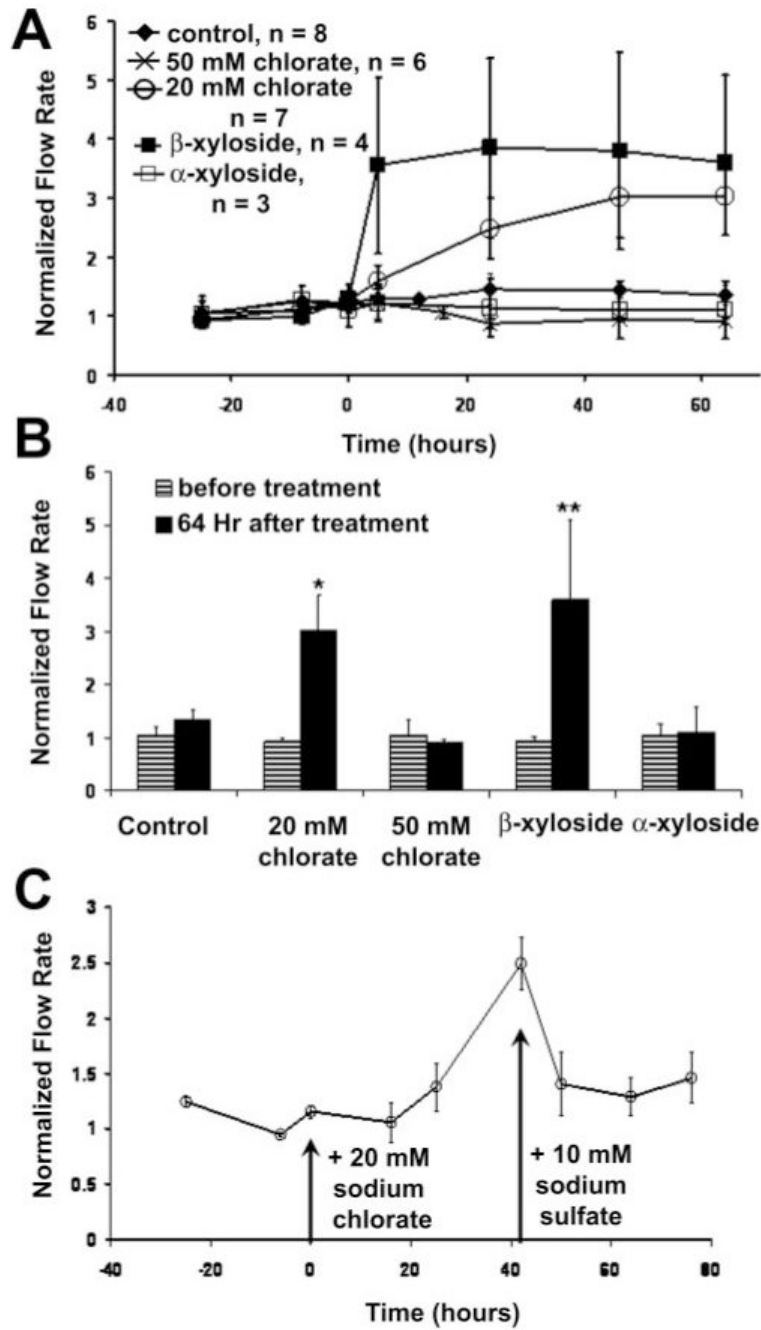 A
Normalized Flow Rate
6
5
4
3
2
1
0
control, n = 8
50 mM chlorate, n = 6
20 mM chlorate
n = 7
β-xyloside, n = 4
α-xyloside,
n = 3
-40 -20 0 20 40 60
Time (hours)
B
Normalized Flow Rate
6
5
4
3
2
1
0
before treatment
64 Hr after treatment
*
**
Control 20 mM 50 mM β-xyloside α-xyloside
chlorate chlorate
C
Normalized Flow Rate
3
2.5
2
1.5
1
0.5
0
+ 20 mM + 10 mM
sodium sodium
chlorate sulfate
-40 -20 0 20 40 60 80
Time (hours)